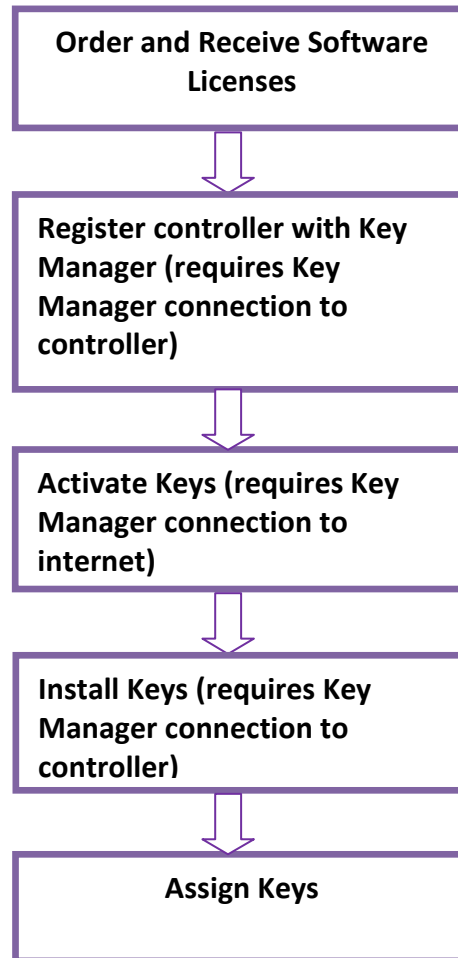 Order and Receive Software
Licenses
Register controller with Key
Manager (requires Key
Manager connection to
controller)
Activate Keys (requires Key
Manager connection to
internet)
Install Keys (requires Key
Manager connection to
controller)
Assign Keys